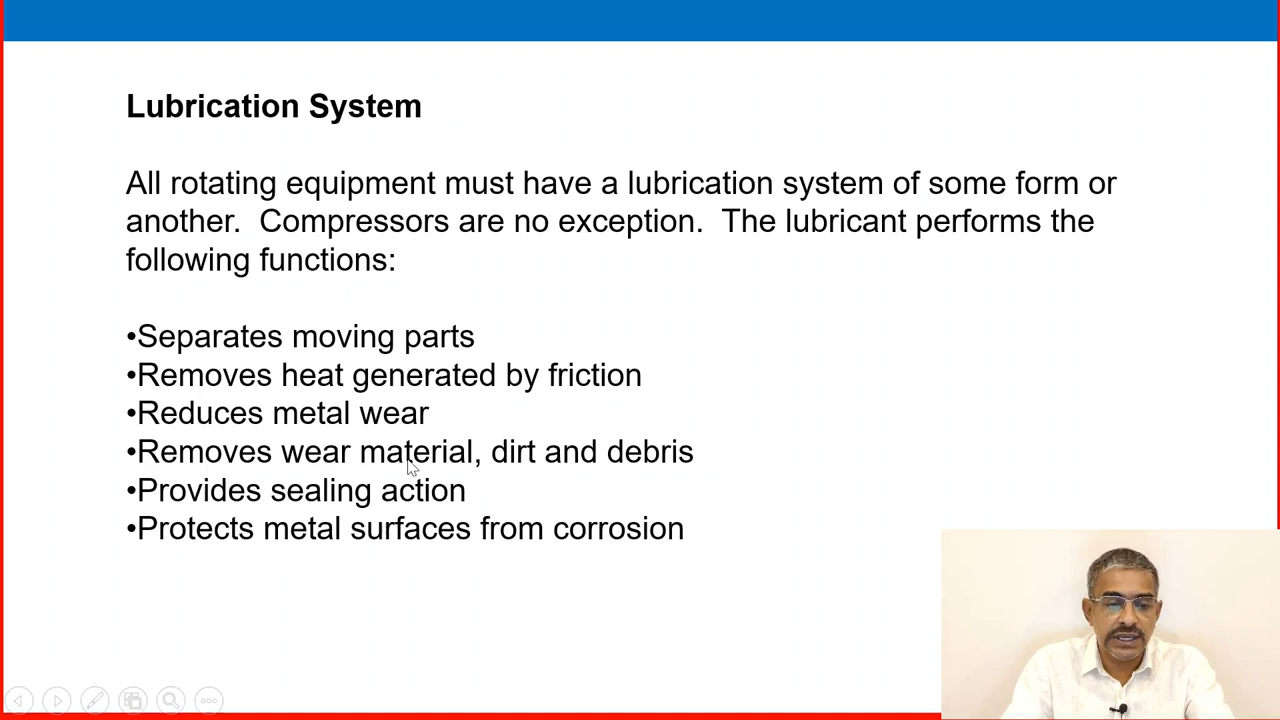 Lubrication System
All rotating equipment must have a lubrication system of some form or
another.  Compressors are no exception.  The lubricant performs the
following functions:
•Separates moving parts
•Removes heat generated by friction
•Reduces metal wear
•Removes wear material, dirt and debris
•Provides sealing action
•Protects metal surfaces from corrosion